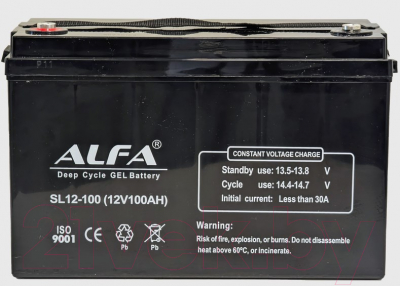 ALFA®
Deep Cycle GEL Battery
SL12-100 (12V100AH)
ISO
9001
CE
Pb
Pb
CONSTANT VOLTAGE CHARGE
Standby use: 13.5-13.8 V
Cycle use: 14.4-14.7 V
Initial current: Less than 30A
Warning:
Risk of fire, explosion, or burns. Do not disassemble
heat above 60°C, or incinerate.